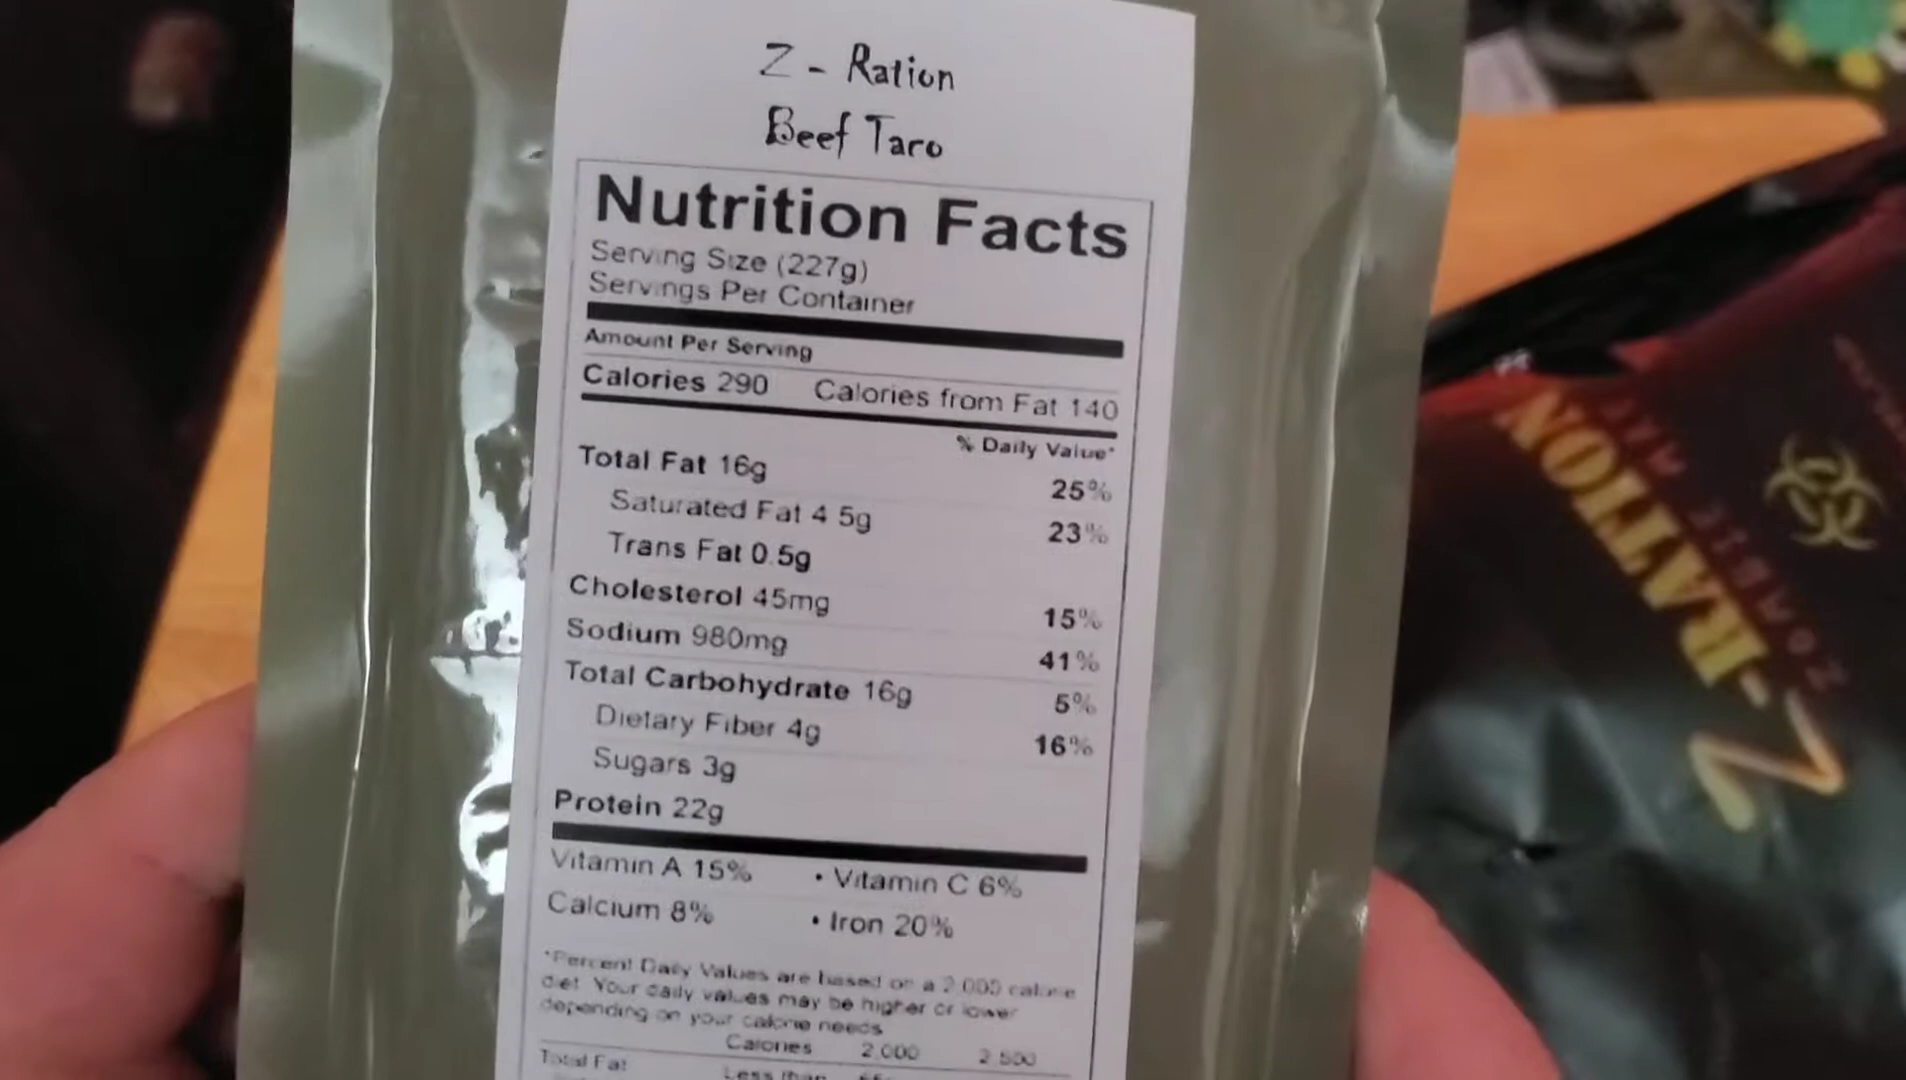 Z - Ration
Beef Taco
Nutrition Facts
Serving Size (227g)
Servings Per Container
Amount Per Serving
Calories 290 Calories from Fat 140
% Daily Value*
Total Fat 16g 25%
Saturated Fat 4 5g 23%
Trans Fat 0.5g
Cholesterol 45mg 15%
Sodium 980mg 41%
Total Carbohydrate 16g 5%
Dietary Fiber 4g 16%
Sugars 3g
Protein 22g
Vitamin A 15% • Vitamin C 6%
Calcium 8% • Iron 20%
*Percent Daily Values are based on a 2,000 calorie
diet. Your daily values may be higher or lower
depending on your calorie needs
Calories 2,000 2,500
Total Fat Less than
Z-RATION
ZOMBIE